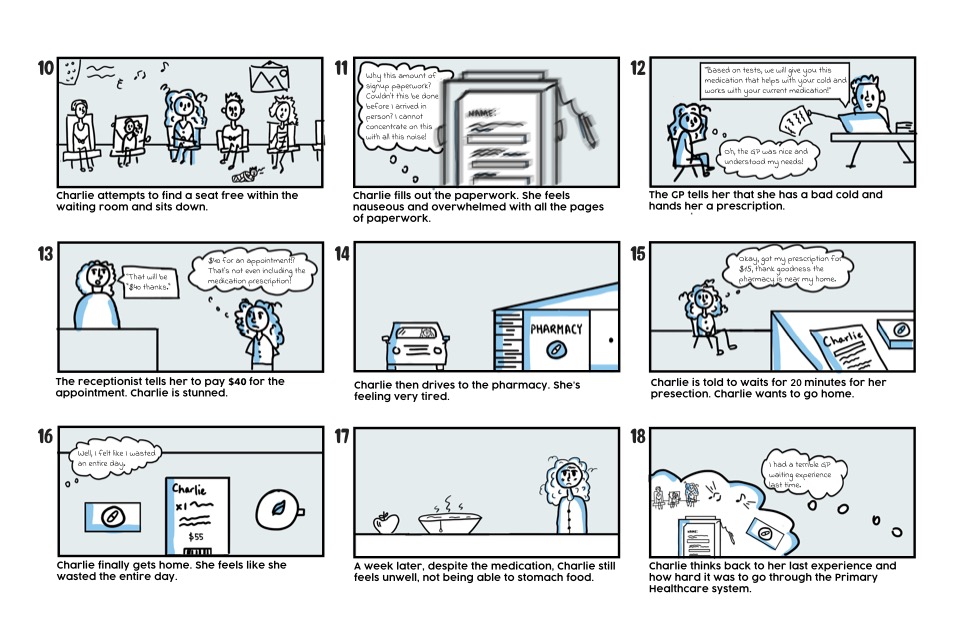 10
Charlie attempts to find a seat free within the
waiting room and sits down.
11
Why this amount of
signup paperwork?
Couldn't this be done
before I arrived in
person? I cannot
concentrate on this
with all this noise!
NAME:
Charlie fills out the paperwork. She feels
nauseous and overwhelmed with all the pages
of paperwork.
12
"Based on tests, we will give you this
medication that helps with your cold and
works with your current medication!"
Oh, the GP was nice and
understood my needs!
The GP tells her that she has a bad cold and
hands her a prescription.
13
"That will be
"$40 thanks."
$40 for an appointment!?
That's not even including the
medication prescription!
The receptionist tells her to pay $40 for the
appointment. Charlie is stunned.
14
PHARMACY
Charlie then drives to the pharmacy. She's
feeling very tired.
15
Okay, got my prescription for
$15, thank goodness the
pharmacy is near my home.
Charlie
Charlie is told to waits for 20 minutes for her
presection. Charlie wants to go home.
16
Well, I felt like I wasted
an entire day.
Charlie
x1
$55
Charlie finally gets home. She feels like she
wasted the entire day.
17
A week later, despite the medication, Charlie still
feels unwell, not being able to stomach food.
18
I had a terrible GP
waiting experience
last time.
NAME:
Charlie thinks back to her last experience and
how hard it was to go through the Primary
Healthcare system.